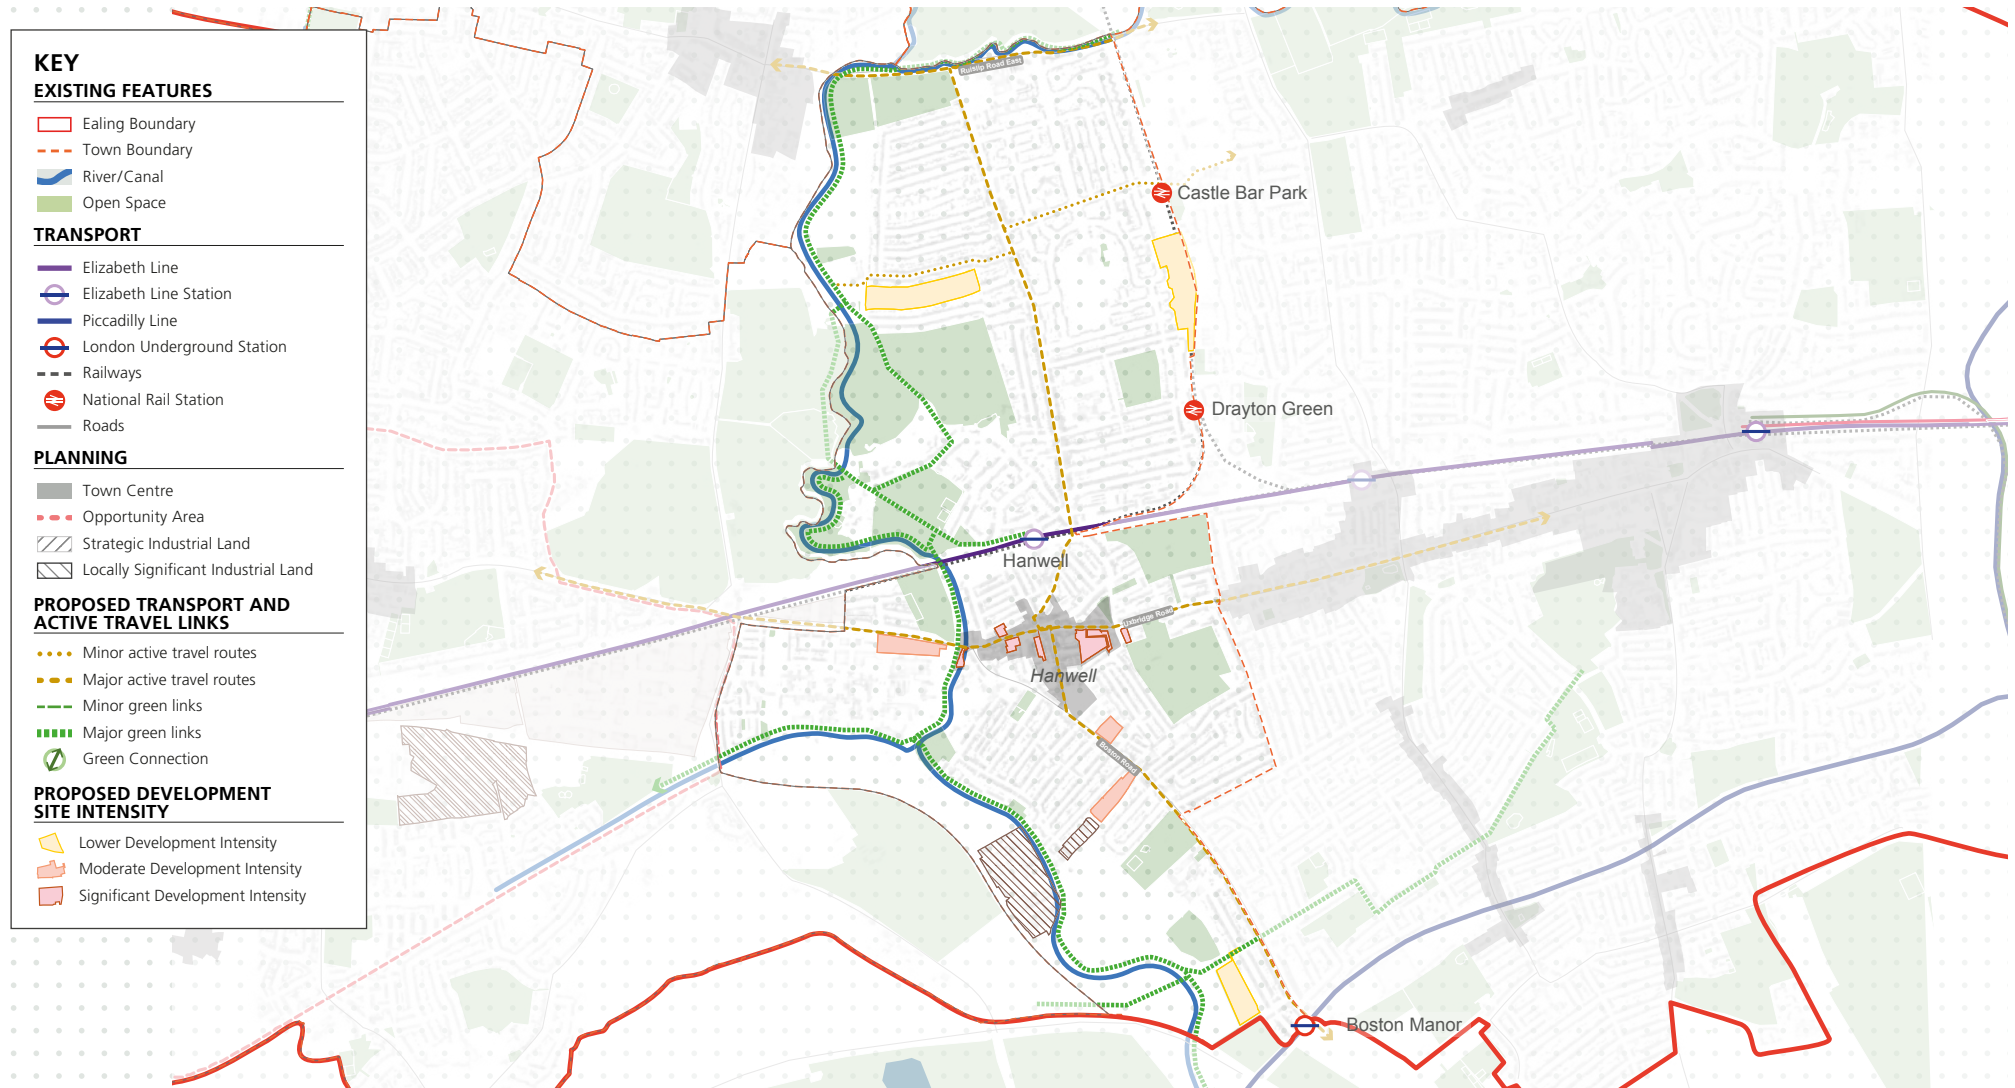 KEY
EXISTING FEATURES
Ealing Boundary
Town Boundary
River/Canal
Open Space
TRANSPORT
Elizabeth Line
Elizabeth Line Station
Piccadilly Line
London Underground Station
Railways
National Rail Station
Roads
PLANNING
Town Centre
Opportunity Area
Strategic Industrial Land
Locally Significant Industrial Land
PROPOSED TRANSPORT AND
ACTIVE TRAVEL LINKS
Minor active travel routes
Major active travel routes
Minor green links
Major green links
Green Connection
PROPOSED DEVELOPMENT
SITE INTENSITY
Lower Development Intensity
Moderate Development Intensity
Significant Development Intensity
Ruislip Road East
Castle Bar Park
Drayton Green
Hanwell
Uxbridge Road
Hanwell
Boston Road
Boston Manor